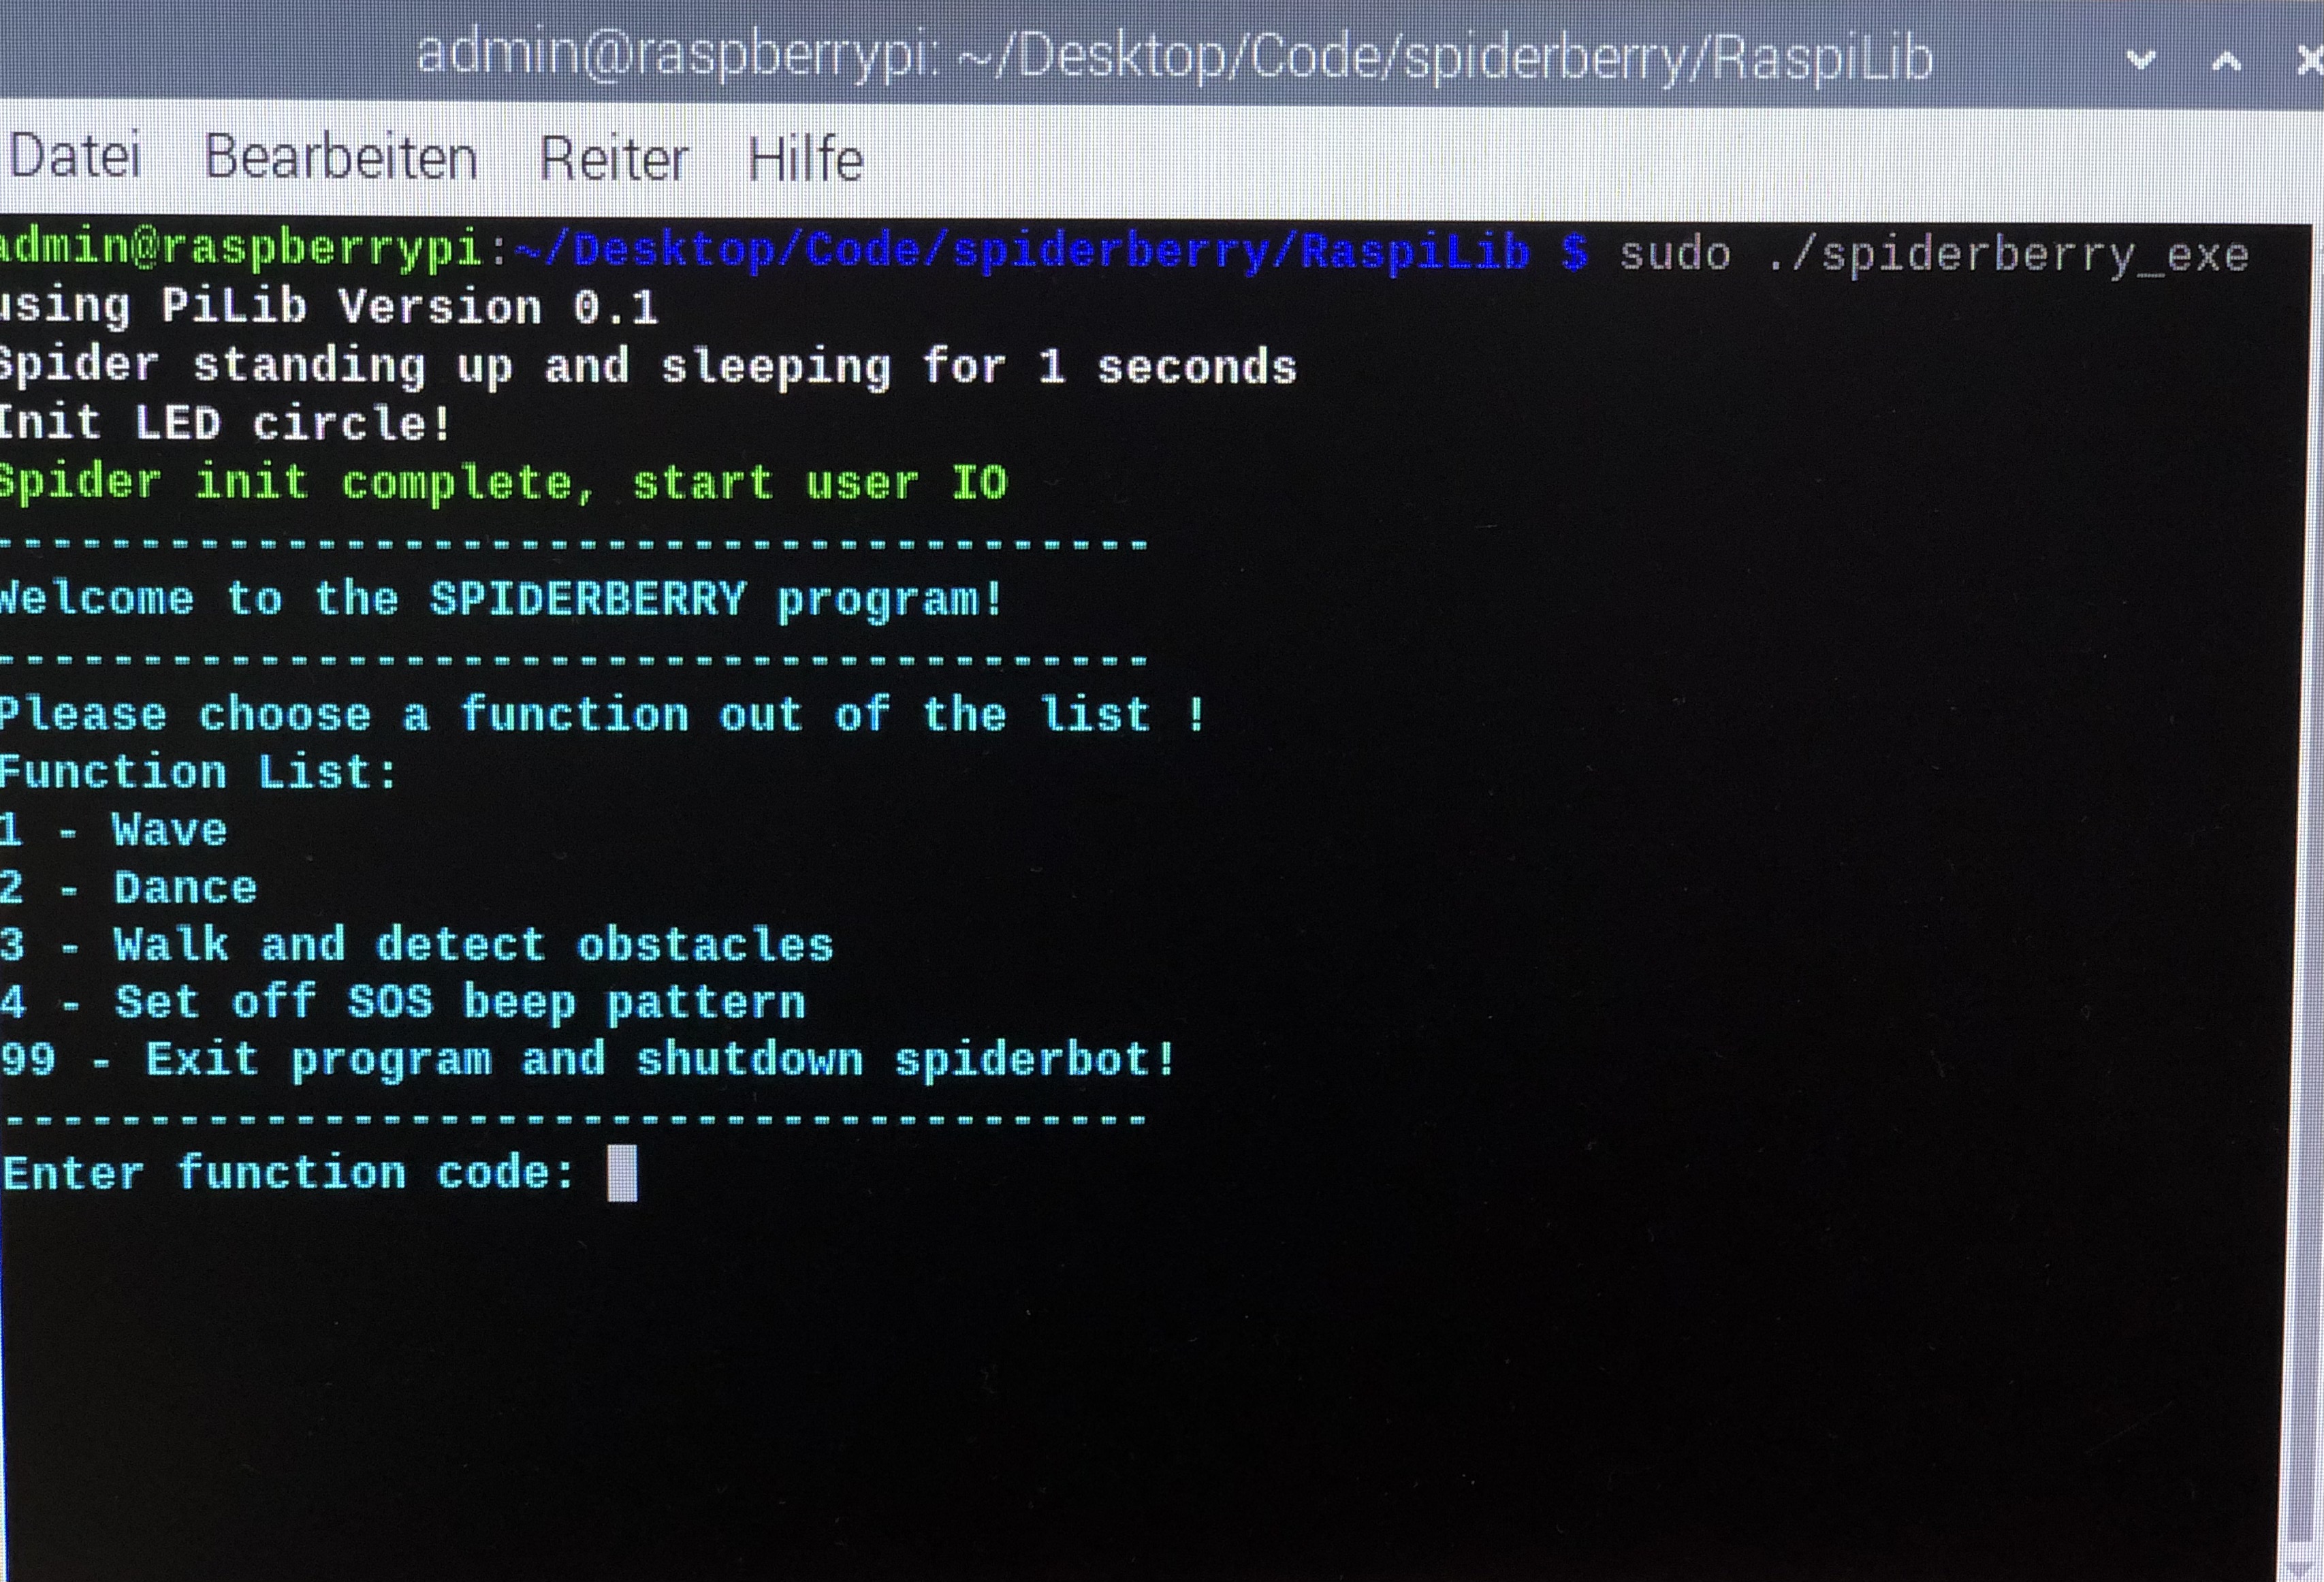 admin@raspberrypi: ~/Desktop/Code/spiderberry/RaspiLib
Datei Bearbeiten Reiter Hilfe
admin@raspberrypi:~/Desktop/Code/spiderberry/RaspiLib $ sudo ./spiderberry_exe
using PiLib Version 0.1
Spider standing up and sleeping for 1 seconds
Init LED circle!
Spider init complete, start user IO
----------------------------------------
Welcome to the SPIDERBERRY program!
----------------------------------------
Please choose a function out of the list !
Function List:
1 - Wave
2 - Dance
3 - Walk and detect obstacles
4 - Set off SOS beep pattern
99 - Exit program and shutdown spiderbot!
----------------------------------------
Enter function code: